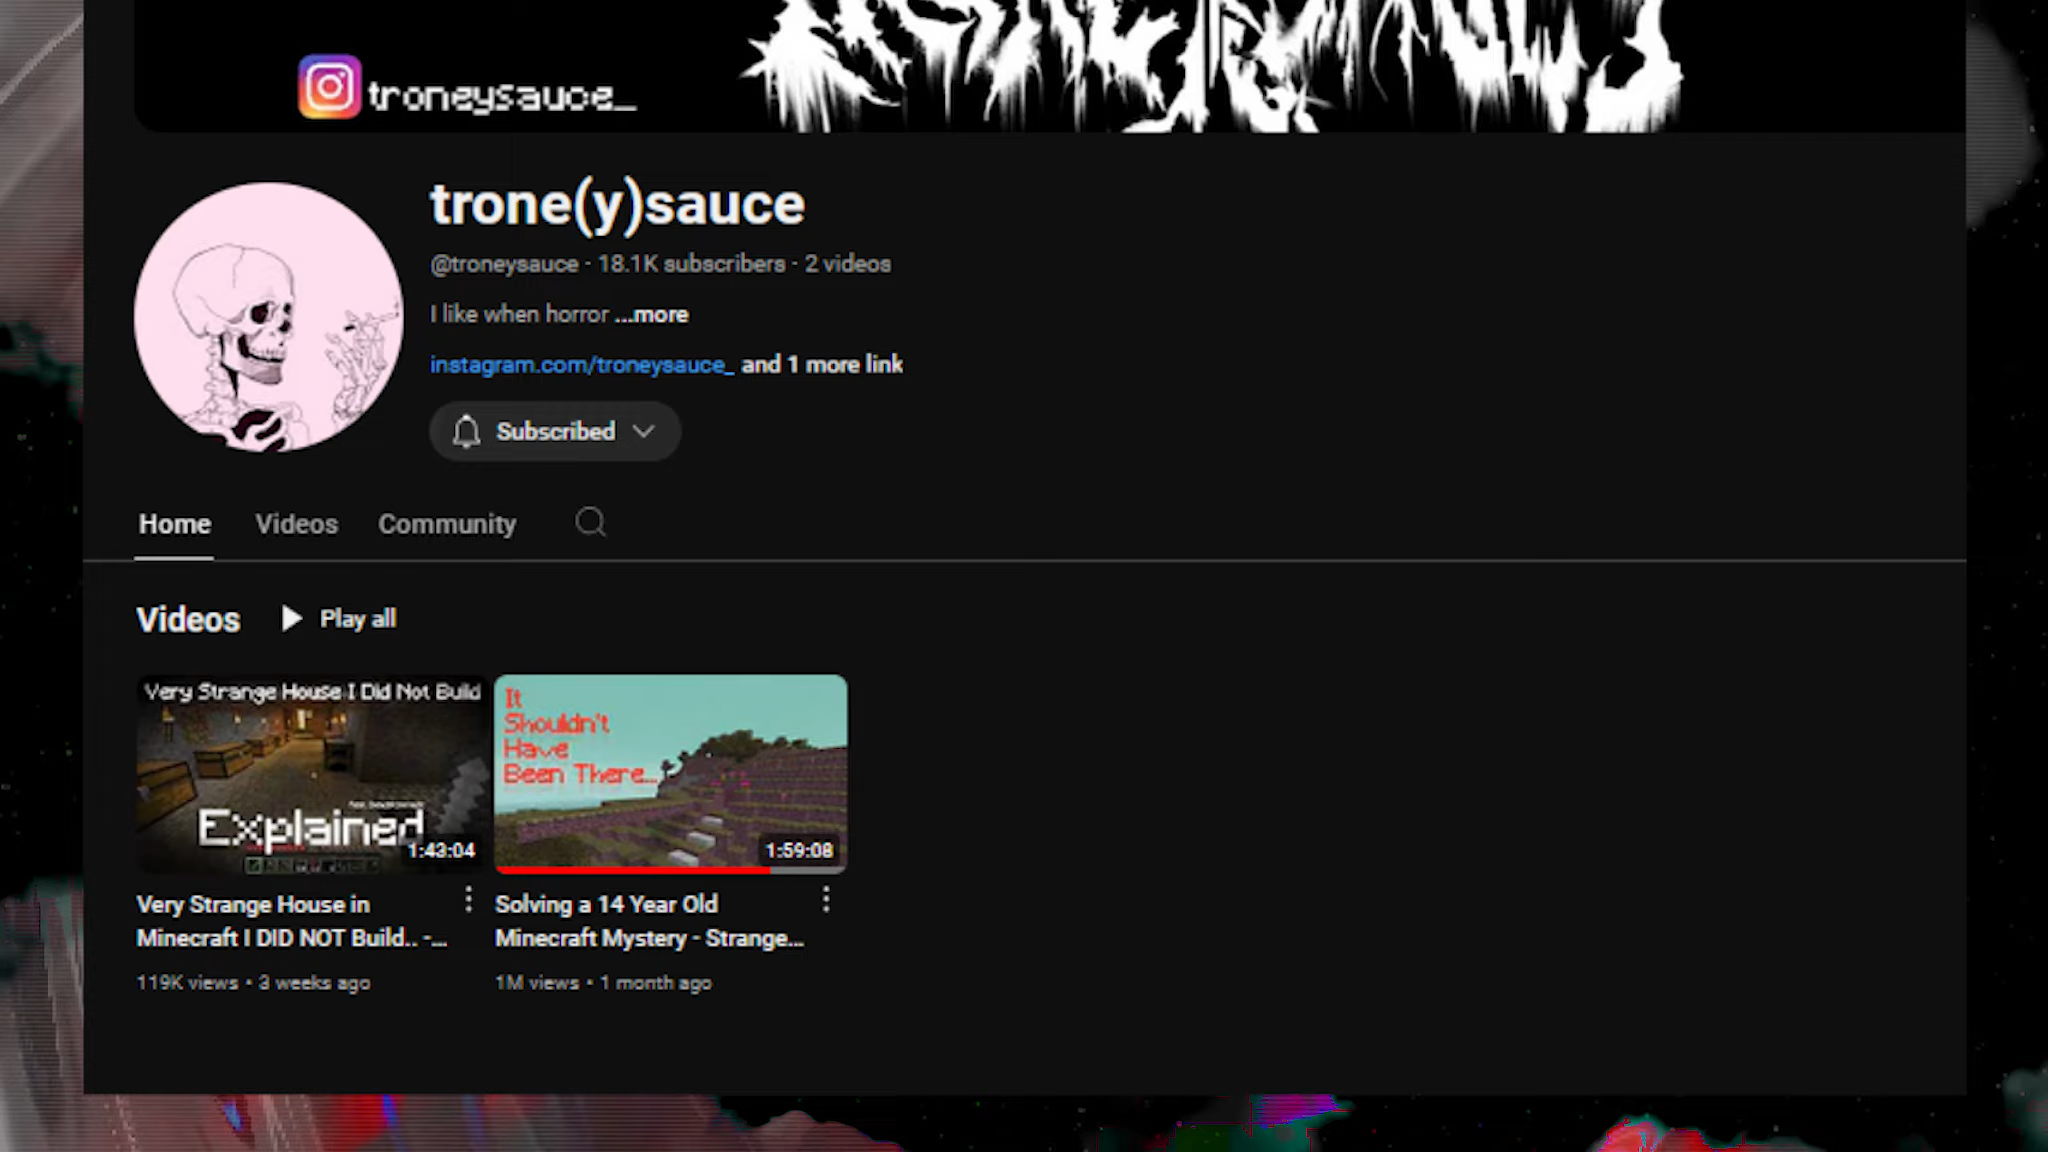 troneysauce_
trone(y)sauce
@troneysauce · 18.1K subscribers · 2 videos
I like when horror ...more
instagram.com/troneysauce_ and 1 more link
Subscribed
Home Videos Community
Videos Play all
Very Strange House I Did Not Build
Explained
1:43:04
It
Shouldn't
Have
Been There...
1:59:08
Very Strange House in
Minecraft I DID NOT Build.. -...
119K views • 3 weeks ago
Solving a 14 Year Old
Minecraft Mystery - Strange...
1M views • 1 month ago